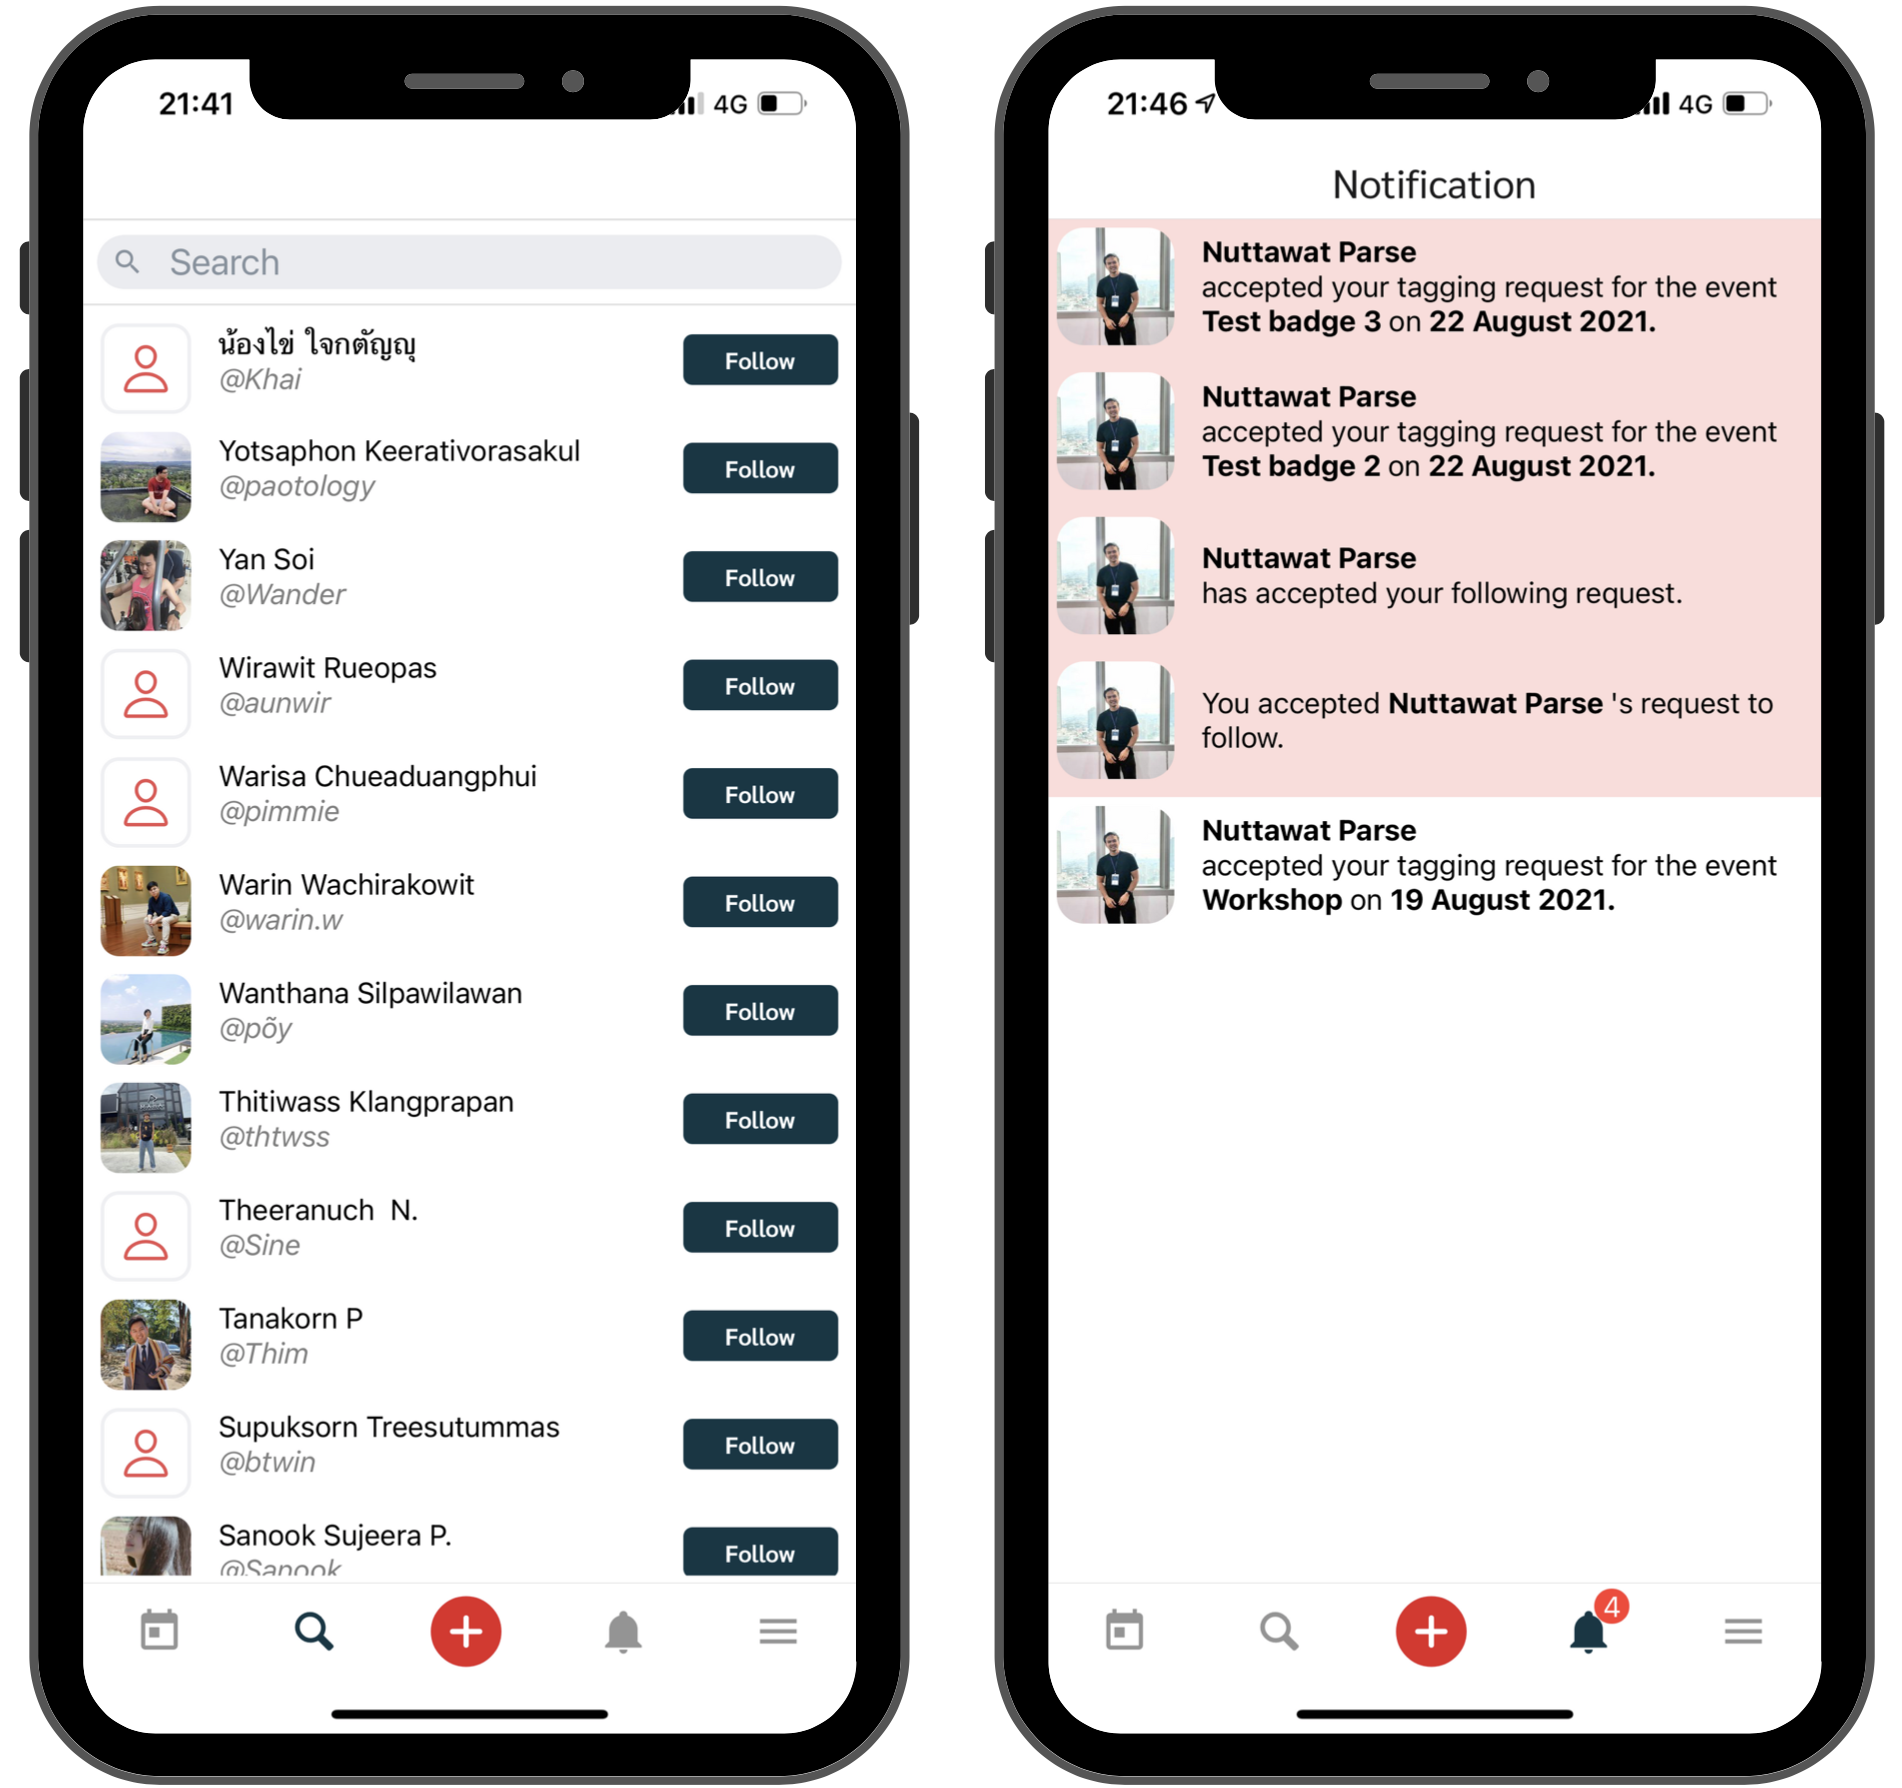 21:41
4G
Search
น้องไข่ ใจกตัญญู
@Khai
Follow
Yotsaphon Keerativorasakul
@paotology
Follow
Yan Soi
@Wander
Follow
Wirawit Rueopas
@aunwir
Follow
Warisa Chueaduangphui
@pimmie
Follow
Warin Wachirakowit
@warin.w
Follow
Wanthana Silpawilawan
@põy
Follow
Thitiwass Klangprapan
@thtwss
Follow
Theeranuch  N.
@Sine
Follow
Tanakorn P
@Thim
Follow
Supuksorn Treesutummas
@btwin
Follow
Sanook Sujeera P.
@Sanook
Follow
21:46
4G
Notification
Nuttawat Parse
accepted your tagging request for the event
Test badge 3 on 22 August 2021.
Nuttawat Parse
accepted your tagging request for the event
Test badge 2 on 22 August 2021.
Nuttawat Parse
has accepted your following request.
You accepted Nuttawat Parse 's request to
follow.
Nuttawat Parse
accepted your tagging request for the event
Workshop on 19 August 2021.
4